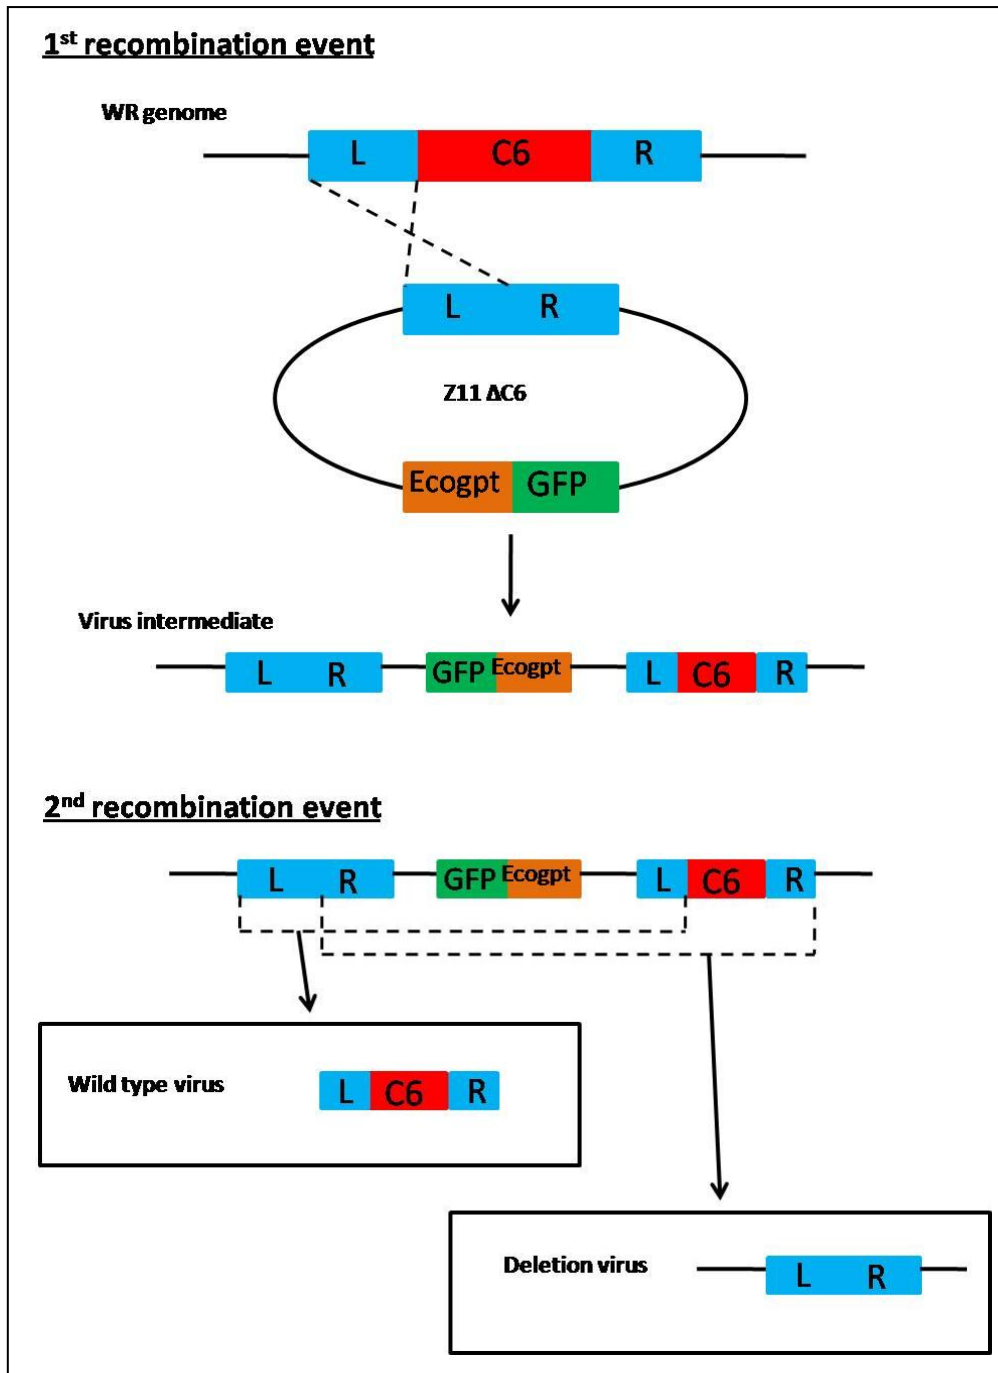 1st recombination event
WR genome
L C6 R
L R
Z11 ΔC6
Ecogpt GFP
Virus intermediate
L R GFP Ecogpt L C6 R
2nd recombination event
L R GFP Ecogpt L C6 R
Wild type virus L C6 R
Deletion virus L R